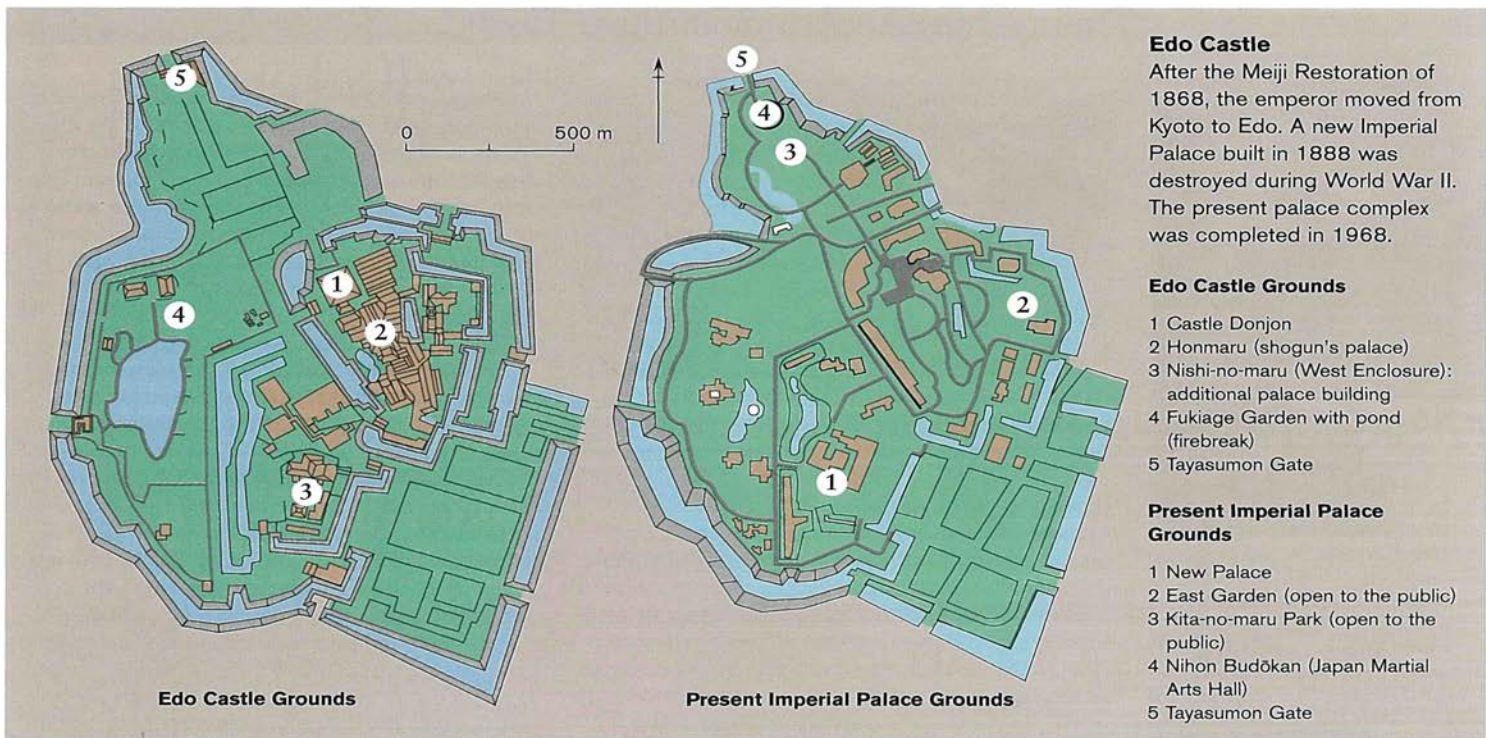 5
4
1
2
3
0 500 m
Edo Castle Grounds
5
4
3
2
1
Present Imperial Palace Grounds
Edo Castle
After the Meiji Restoration of
1868, the emperor moved from
Kyoto to Edo. A new Imperial
Palace built in 1888 was
destroyed during World War II.
The present palace complex
was completed in 1968.
Edo Castle Grounds
1 Castle Donjon
2 Honmaru (shogun's palace)
3 Nishi-no-maru (West Enclosure):
additional palace building
4 Fukiage Garden with pond
(firebreak)
5 Tayasumon Gate
Present Imperial Palace
Grounds
1 New Palace
2 East Garden (open to the public)
3 Kita-no-maru Park (open to the
public)
4 Nihon Budōkan (Japan Martial
Arts Hall)
5 Tayasumon Gate